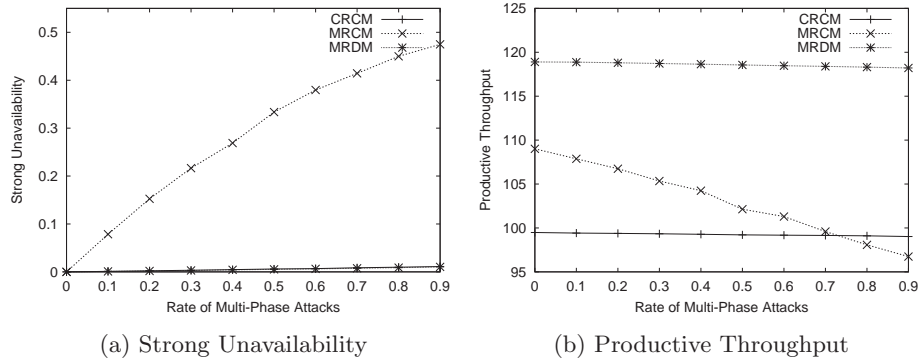 CRCM
MRCM
MRDM
0.5
0.4
0.3
0.2
0.1
0
Strong Unavailability
0 0.1 0.2 0.3 0.4 0.5 0.6 0.7 0.8 0.9
Rate of Multi-Phase Attacks
(a) Strong Unavailability
CRCM
MRCM
MRDM
125
120
115
110
105
100
95
Productive Throughput
0 0.1 0.2 0.3 0.4 0.5 0.6 0.7 0.8 0.9
Rate of Multi-Phase Attacks
(b) Productive Throughput